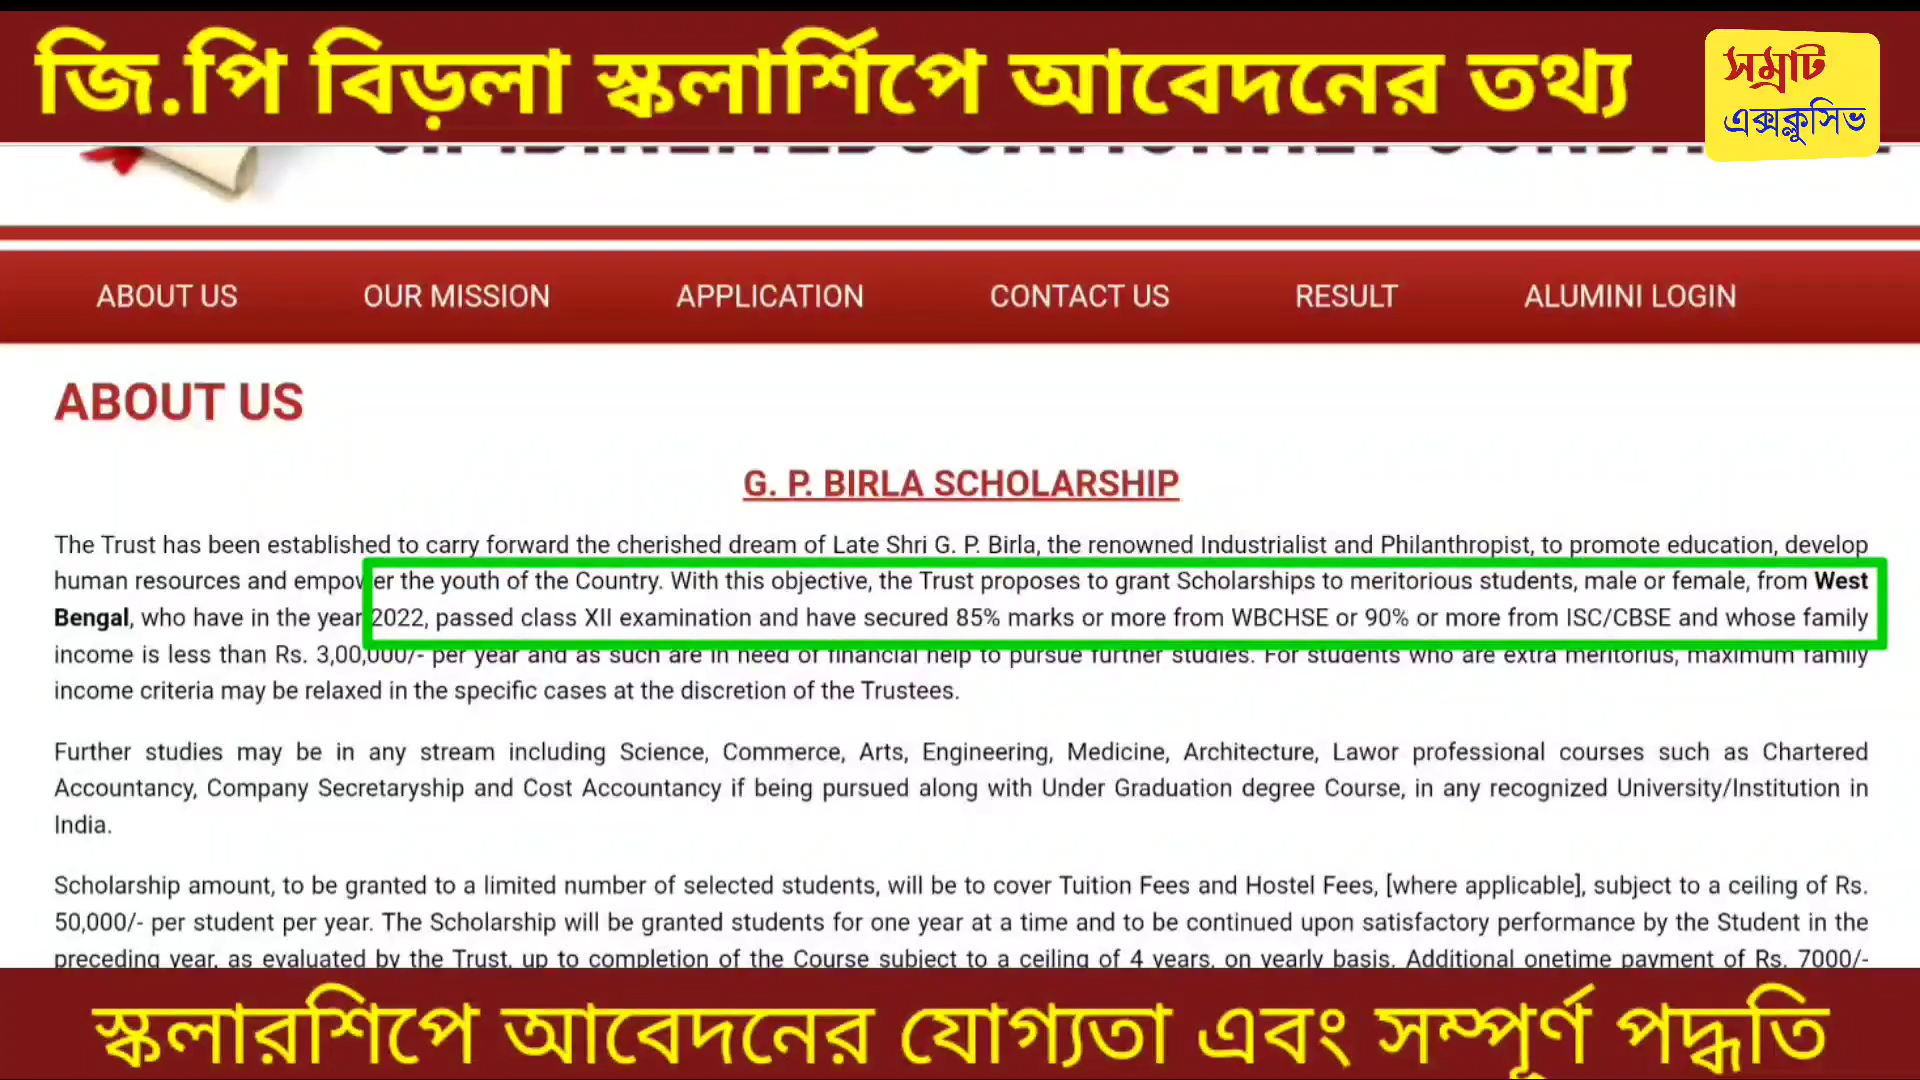 জি.পি বিড়লা স্কলার্শিপে আবেদনের তথ্য
সম্রাট
এক্সক্লুসিভ
ABOUT US OUR MISSION APPLICATION CONTACT US RESULT ALUMINI LOGIN
ABOUT US
G. P. BIRLA SCHOLARSHIP
The Trust has been established to carry forward the cherished dream of Late Shri G. P. Birla, the renowned Industrialist and Philanthropist, to promote education, develop
human resources and empower the youth of the Country. With this objective, the Trust proposes to grant Scholarships to meritorious students, male or female, from West
Bengal, who have in the year 2022, passed class XII examination and have secured 85% marks or more from WBCHSE or 90% or more from ISC/CBSE and whose family
income is less than Rs. 3,00,000/- per year and as such are in need of financial help to pursue further studies. For students who are extra meritorius, maximum family
income criteria may be relaxed in the specific cases at the discretion of the Trustees.
Further studies may be in any stream including Science, Commerce, Arts, Engineering, Medicine, Architecture, Lawor professional courses such as Chartered
Accountancy, Company Secretaryship and Cost Accountancy if being pursued along with Under Graduation degree Course, in any recognized University/Institution in
India.
Scholarship amount, to be granted to a limited number of selected students, will be to cover Tuition Fees and Hostel Fees, [where applicable], subject to a ceiling of Rs.
50,000/- per student per year. The Scholarship will be granted students for one year at a time and to be continued upon satisfactory performance by the Student in the
preceding year, as evaluated by the Trust, up to completion of the Course subject to a ceiling of 4 years, on yearly basis. Additional onetime payment of Rs. 7000/-
স্কলারশিপে আবেদনের যোগ্যতা এবং সম্পূর্ণ পদ্ধতি